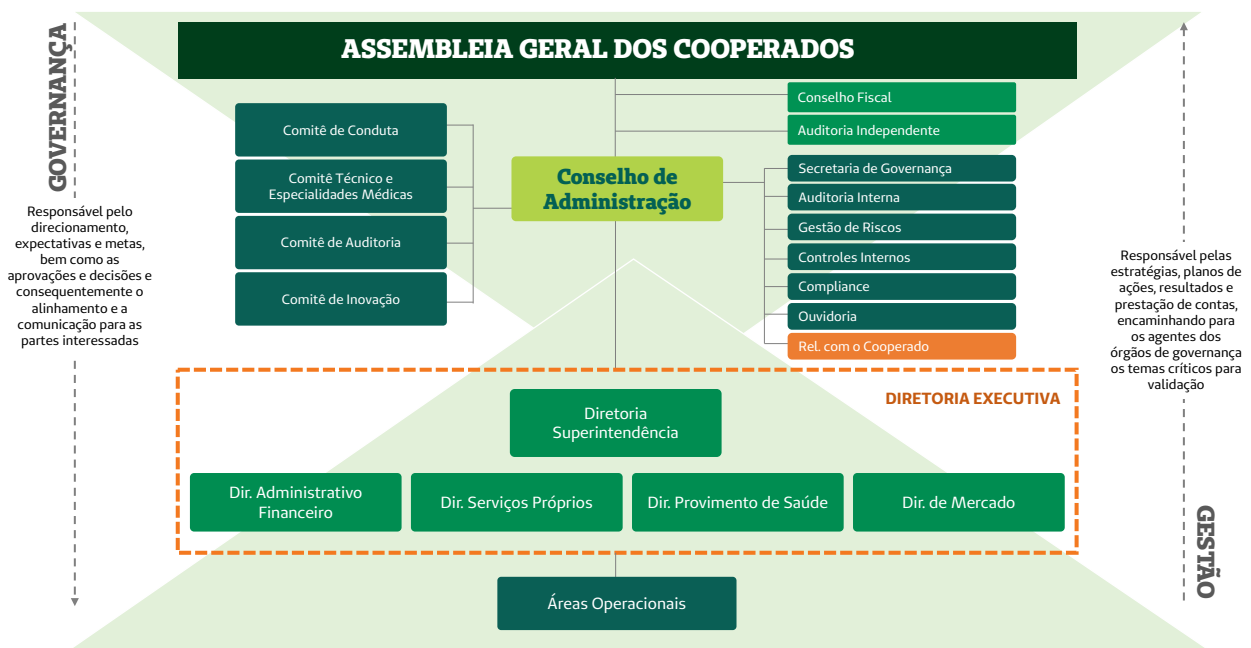 ASSEMBLEIA GERAL DOS COOPERADOS
GOVERNANÇA
Responsável pelo
direcionamento,
expectativas e metas,
bem como as
aprovações e decisões e
consequentemente o
alinhamento e a
comunicação para as
partes interessadas
Comitê de Conduta
Comitê Técnico e
Especialidades Médicas
Comitê de Auditoria
Comitê de Inovação
Conselho de
Administração
Conselho Fiscal
Auditoria Independente
Secretaria de Governança
Auditoria Interna
Gestão de Riscos
Controles Internos
Compliance
Ouvidoria
Rel. com o Cooperado
Responsável pelas
estratégias, planos de
ações, resultados e
prestação de contas,
encaminhando para
os agentes dos
órgãos de governança
os temas críticos para
validação
GESTÃO
DIRETORIA EXECUTIVA
Diretoria
Superintendência
Dir. Administrativo
Financeiro
Dir. Serviços Próprios
Dir. Provimento de Saúde
Dir. de Mercado
Áreas Operacionais